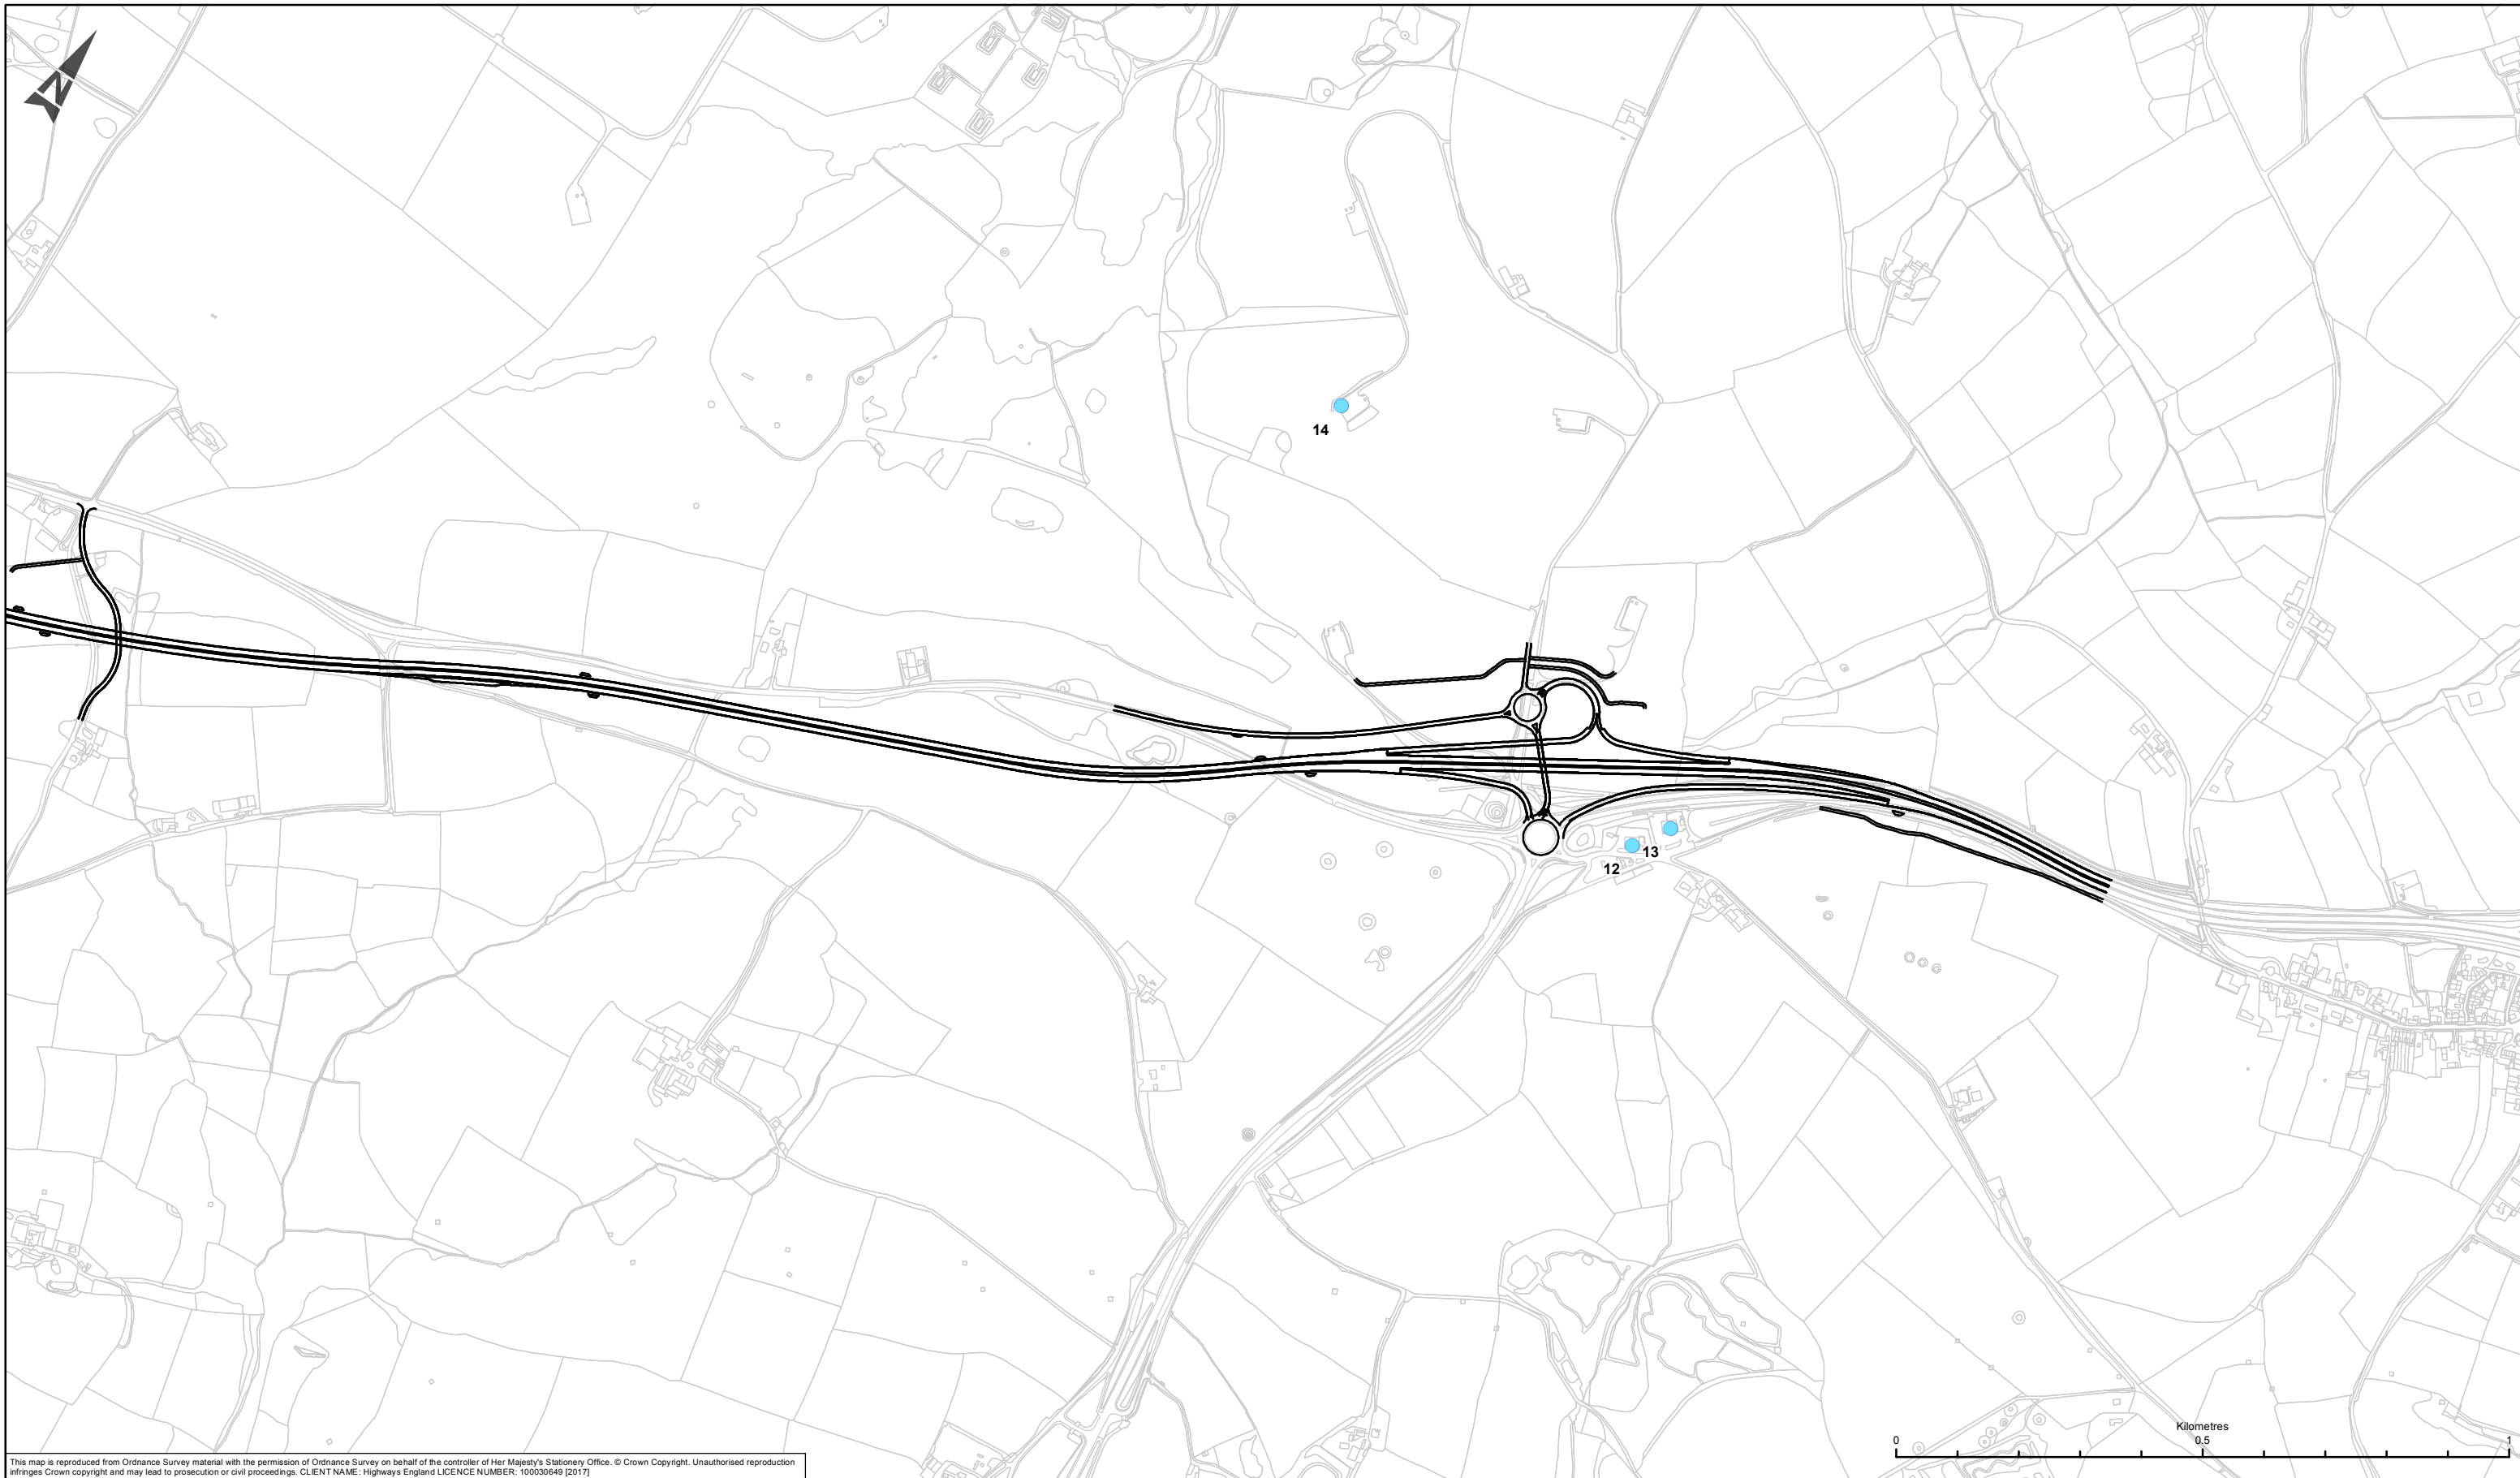 N
14
13
12
Kilometres
0 0.5 1
This map is reproduced from Ordnance Survey material with the permission of Ordnance Survey on behalf of the controller of Her Majesty's Stationery Office. © Crown Copyright. Unauthorised reproduction
infringes Crown copyright and may lead to prosecution or civil proceedings. CLIENT NAME: Highways England LICENCE NUMBER: 100030649 [2017]